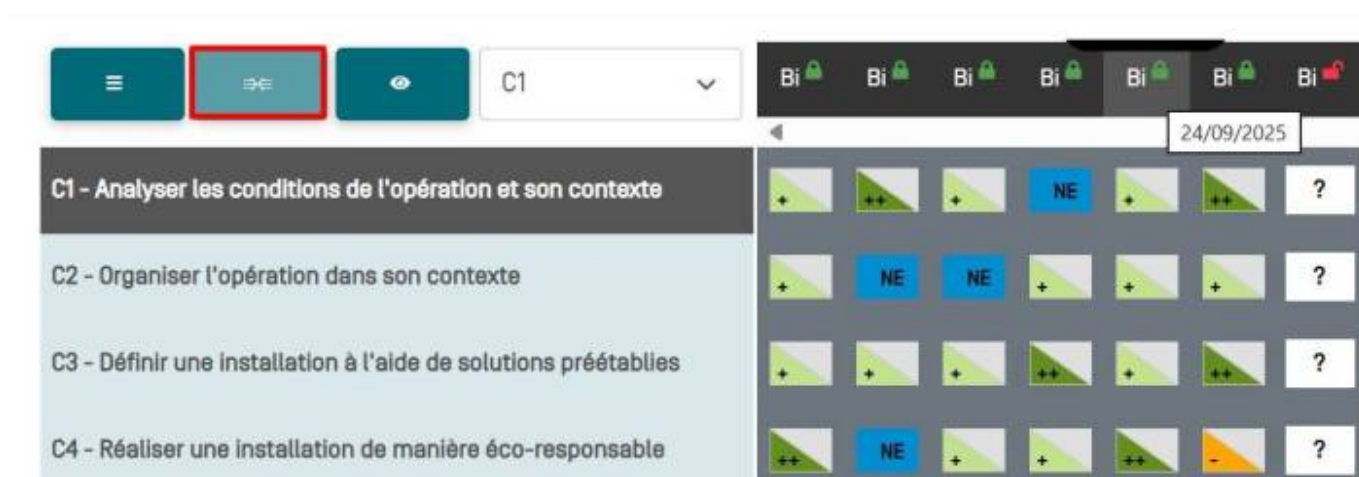 C1
Bi Bi Bi Bi Bi Bi Bi
24/09/2025
C1 - Analyser les conditions de l'opération et son contexte
+ ++ + NE + ++ ?
C2 - Organiser l'opération dans son contexte
+ NE NE + + + ?
C3 - Définir une installation à l'aide de solutions préétablies
+ + + ++ + ++ ?
C4 - Réaliser une installation de manière éco-responsable
++ NE + + ++ - ?